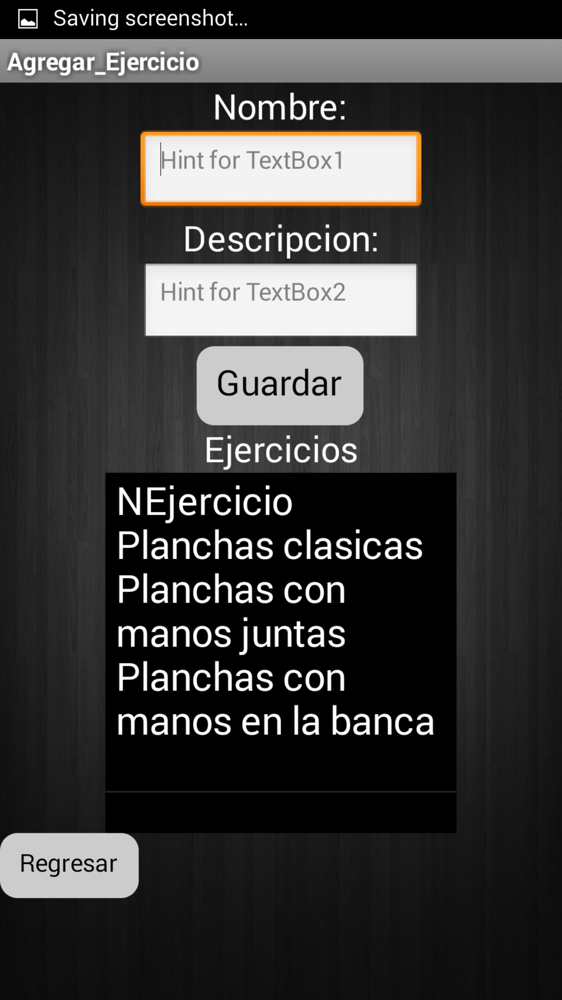 Saving screenshot...
Agregar_Ejercicio
Nombre:
Hint for TextBox1
Descripcion:
Hint for TextBox2
Guardar
Ejercicios
NEjercicio
Planchas clasicas
Planchas con
manos juntas
Planchas con
manos en la banca
Regresar